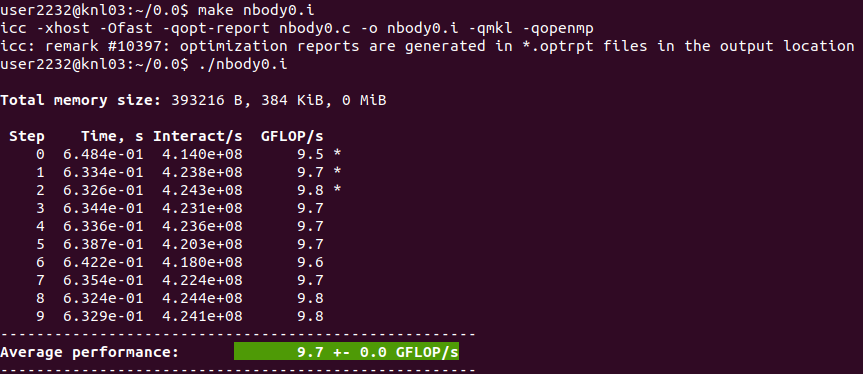 user2232@knl03:~/0.0$ make nbody0.i
icc -xhost -Ofast -qopt-report nbody0.c -o nbody0.i -qmkl -qopenmp
icc: remark #10397: optimization reports are generated in *.optrpt files in the output location
user2232@knl03:~/0.0$ ./nbody0.i
Total memory size: 393216 B, 384 KiB, 0 MiB
Step Time, s Interact/s GFLOP/s
0 6.484e-01 4.140e+08 9.5 *
1 6.334e-01 4.238e+08 9.7 *
2 6.326e-01 4.243e+08 9.8 *
3 6.344e-01 4.231e+08 9.7
4 6.336e-01 4.236e+08 9.7
5 6.387e-01 4.203e+08 9.7
6 6.422e-01 4.180e+08 9.6
7 6.354e-01 4.224e+08 9.7
8 6.324e-01 4.244e+08 9.8
9 6.329e-01 4.241e+08 9.8
-----------------------------------------------------
Average performance: 9.7 +- 0.0 GFLOP/s
-----------------------------------------------------